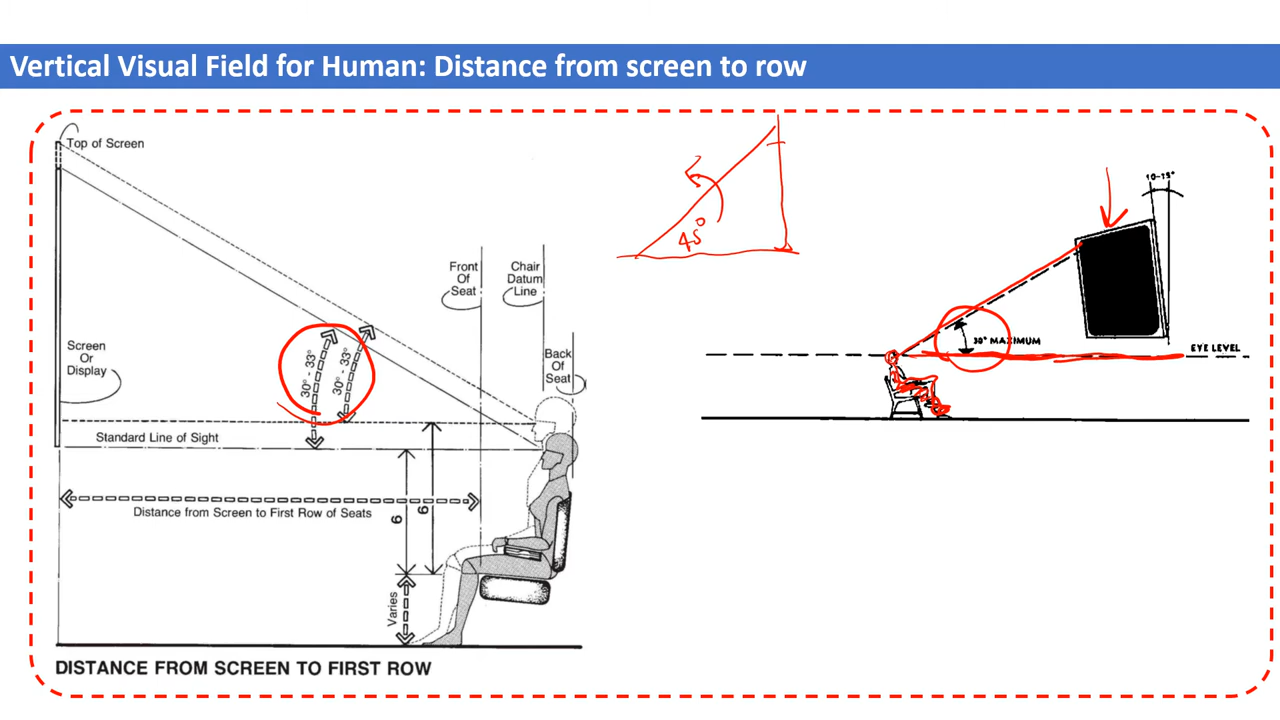 Vertical Visual Field for Human: Distance from screen to row
Top of Screen
Front
Of
Seat
Chair
Datum
Line
Back
Of
Seat
Screen
Or
Display
30° - 33°
30° - 33°
Standard Line of Sight
Distance from Screen to First Row of Seats
6
6
Varies
DISTANCE FROM SCREEN TO FIRST ROW
45°
10-15°
30° MAXIMUM
EYE LEVEL